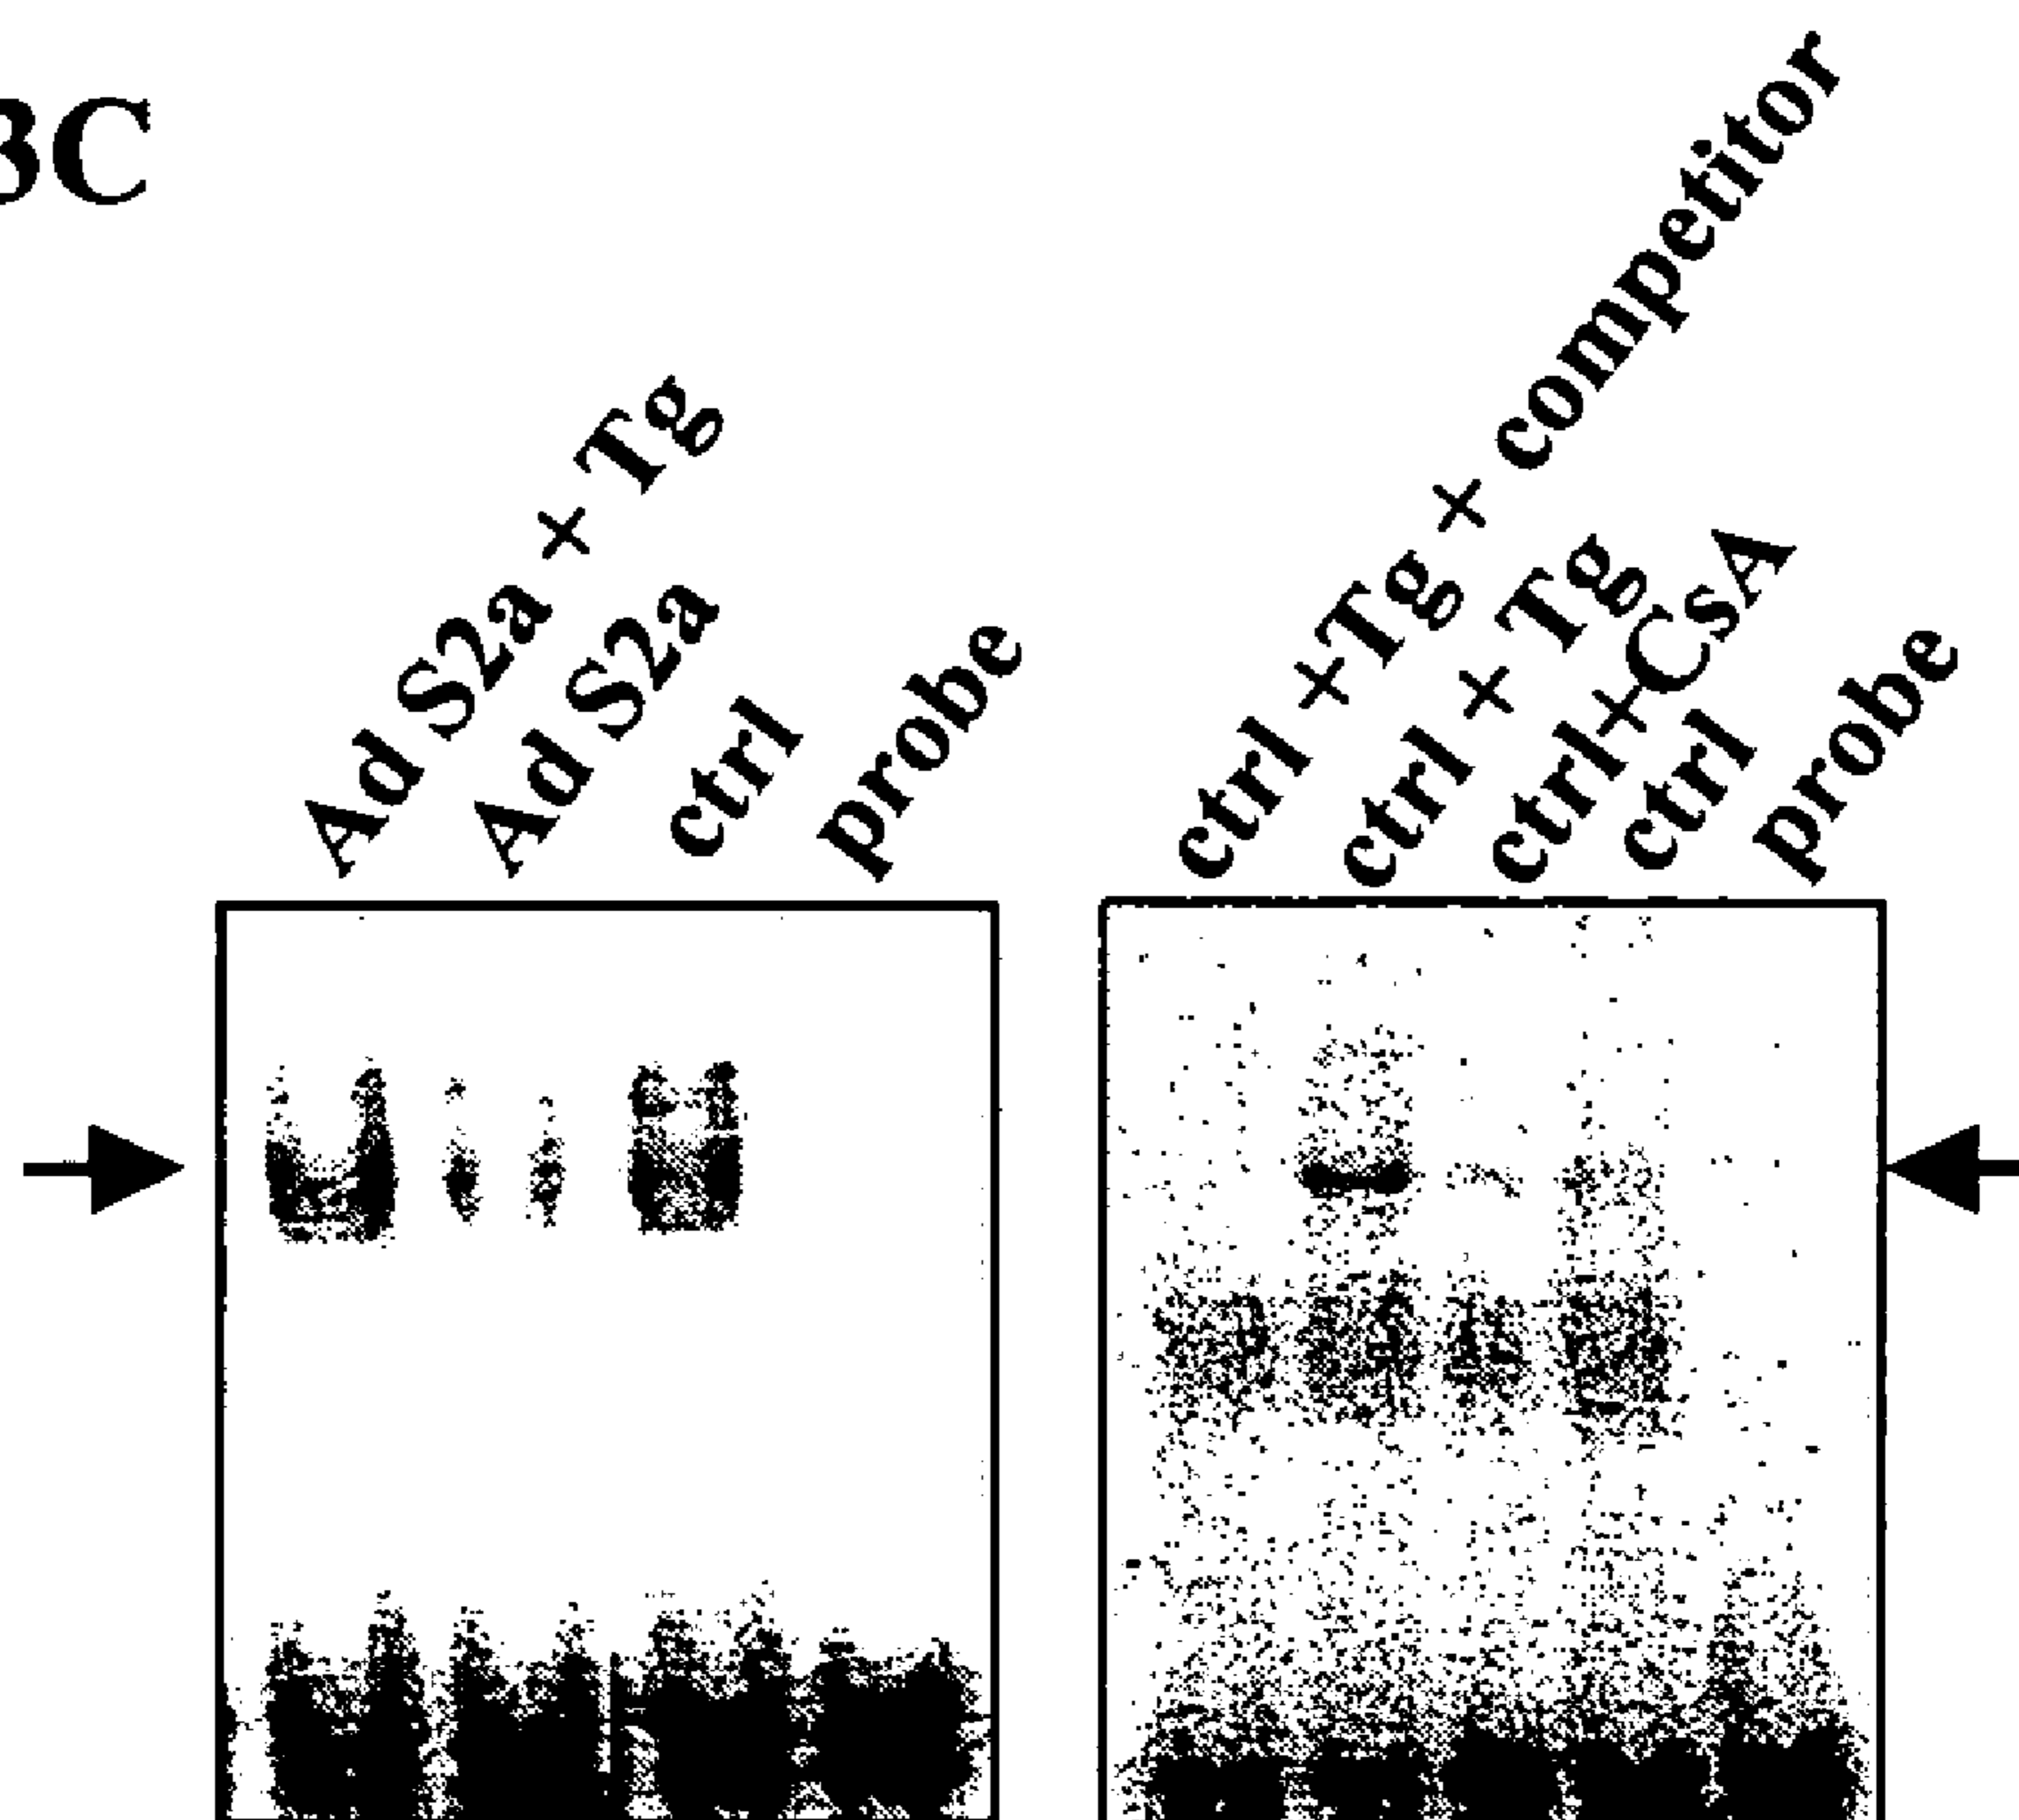 3C
Ad S2a + Tg
Ad S2a
ctrl
probe
ctrl +Tg + competitor
ctrl + Tg
ctrl+CsA
ctrl
probe